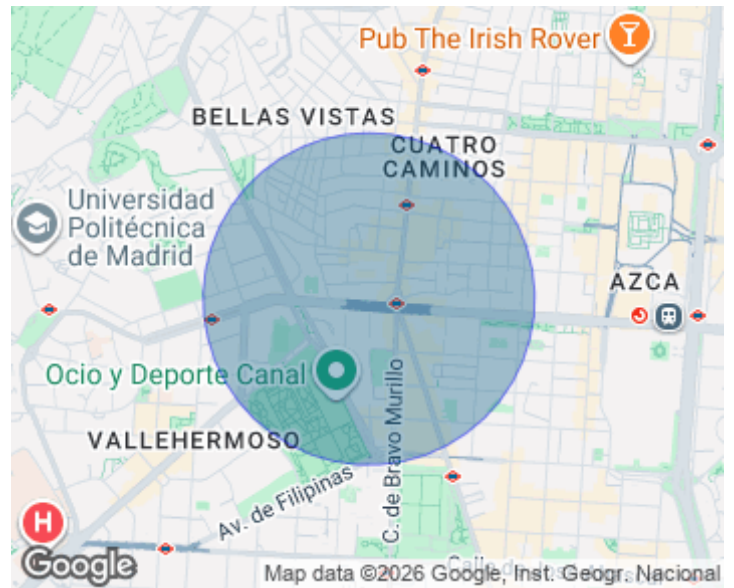 Pub The Irish Rover
BELLAS VISTAS
CUATRO
CAMINOS
Universidad
Politécnica
de Madrid
AZCA
Ocio y Deporte Canal
C. de Bravo Murillo
VALLEHERMOSO
Av. de Filipinas
H
Google
Map data ©2026 Google, Inst. Geogr. Nacional